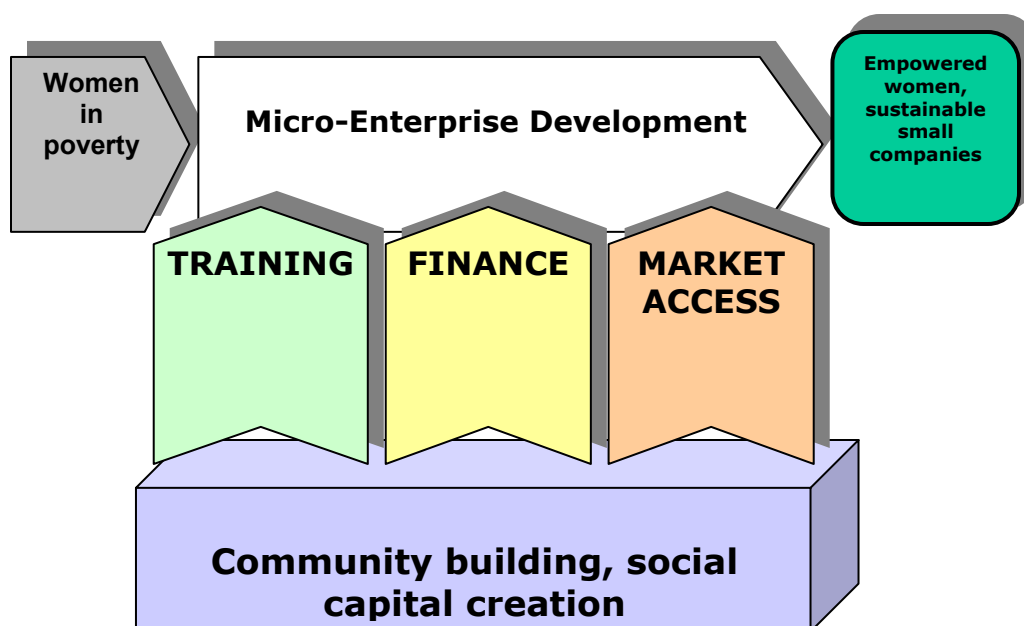 Women
in
poverty
Micro-Enterprise Development
Empowered
women,
sustainable
small
companies
TRAINING
FINANCE
MARKET
ACCESS
Community building, social
capital creation